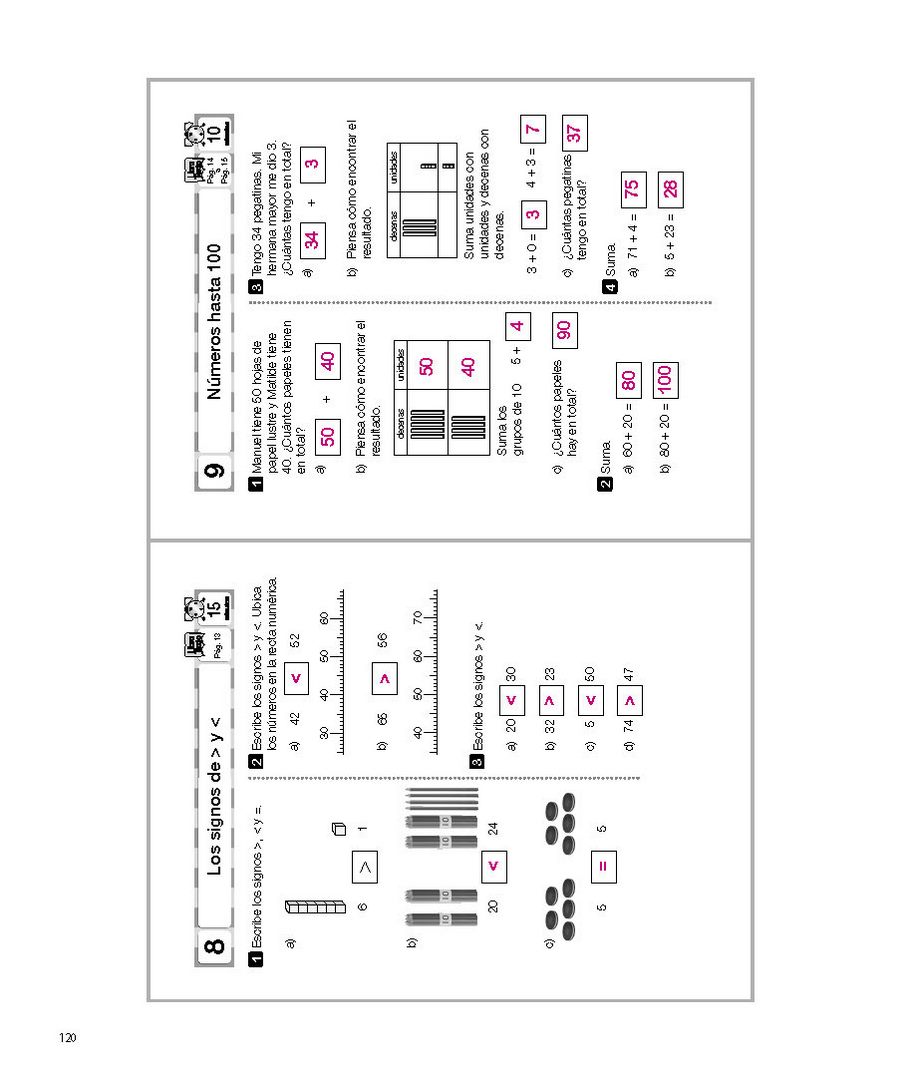 8
Los signos de > y <
Pág. 13
15
minutos
1 Escribe los signos >, < y =.
a)
6 > 1
b)
10 10 10 10
20 < 24
c)
5 = 5
2 Escribe los signos > y <. Ubica
los números en la recta numérica.
a) 42 < 52
30 40 50 60
b) 65 > 56
40 50 60 70
3 Escribe los signos > y <.
a) 20 < 30
b) 32 > 23
c) 5 < 50
d) 74 > 47
9
Números hasta 100
Pág. 14
Pág. 15
10
minutos
1 Manuel tiene 50 hojas de
papel lustre y Matilde tiene
40. ¿Cuántos papeles tienen
en total?
a) 50 + 40
b) Piensa cómo encontrar el
resultado.
decenas unidades
50
40
Suma los
grupos de 10 5 + 4
c) ¿Cuántos papeles
hay en total? 90
2 Suma.
a) 60 + 20 = 80
b) 80 + 20 = 100
3 Tengo 34 pegatinas. Mi
hermana mayor me dio 3.
¿Cuántas tengo en total?
a) 34 + 3
b) Piensa cómo encontrar el
resultado.
decenas unidades
Suma unidades con
unidades y decenas con
decenas.
3 + 0 = 3 4 + 3 = 7
c) ¿Cuántas pegatinas
tengo en total? 37
4 Suma.
a) 71 + 4 = 75
b) 5 + 23 = 28
120